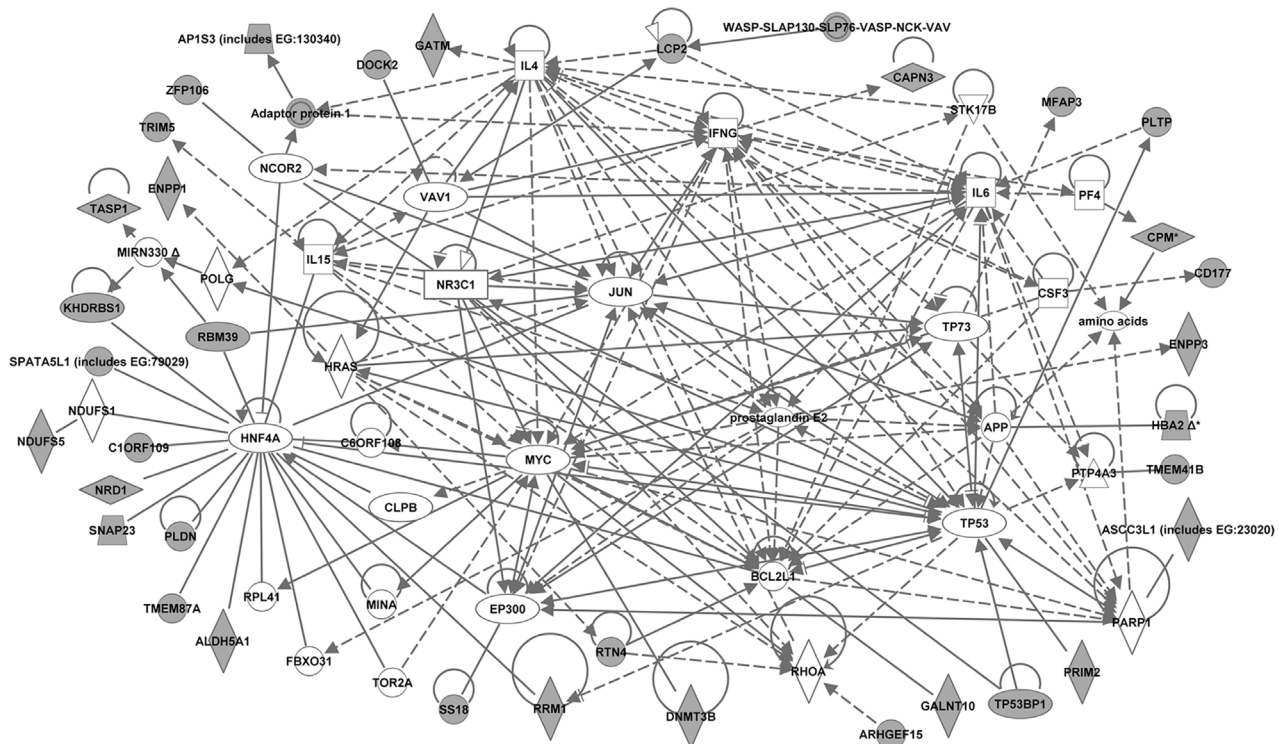 WASP-SLAP130-SLP76-VASP-NCK-VAV
AP1S3 (includes EG:130340)
GATM
LCP2
IL4
DOCK2
CAPN3
ZFP106
STK17B
MFAP3
Adaptor protein 1
PLTP
TRIM5
IFNG
NCOR2
ENPP1
VAV1
IL6
PF4
TASP1
CPM*
MIRN330 Δ
IL15
POLG
CD177
NR3C1
JUN
CSF3
KHDRBS1
TP73
amino acids
RBM39
ENPP3
SPATA5L1 (includes EG:79029)
HRAS
NDUFS1
prostaglandin E2
APP
HBA2 Δ*
NDUFS5
HNF4A
C6ORF108
C1ORF109
MYC
PTP4A3
TMEM41B
NRD1
CLPB
SNAP23
TP53
ASCC3L1 (includes EG:23020)
PLDN
BCL2L1
RPL41
MINA
TMEM87A
EP300
PARP1
ALDH5A1
FBXO31
RTN4
RHOA
PRIM2
TOR2A
SS18
RRM1
DNMT3B
GALNT10
TP53BP1
ARHGEF15